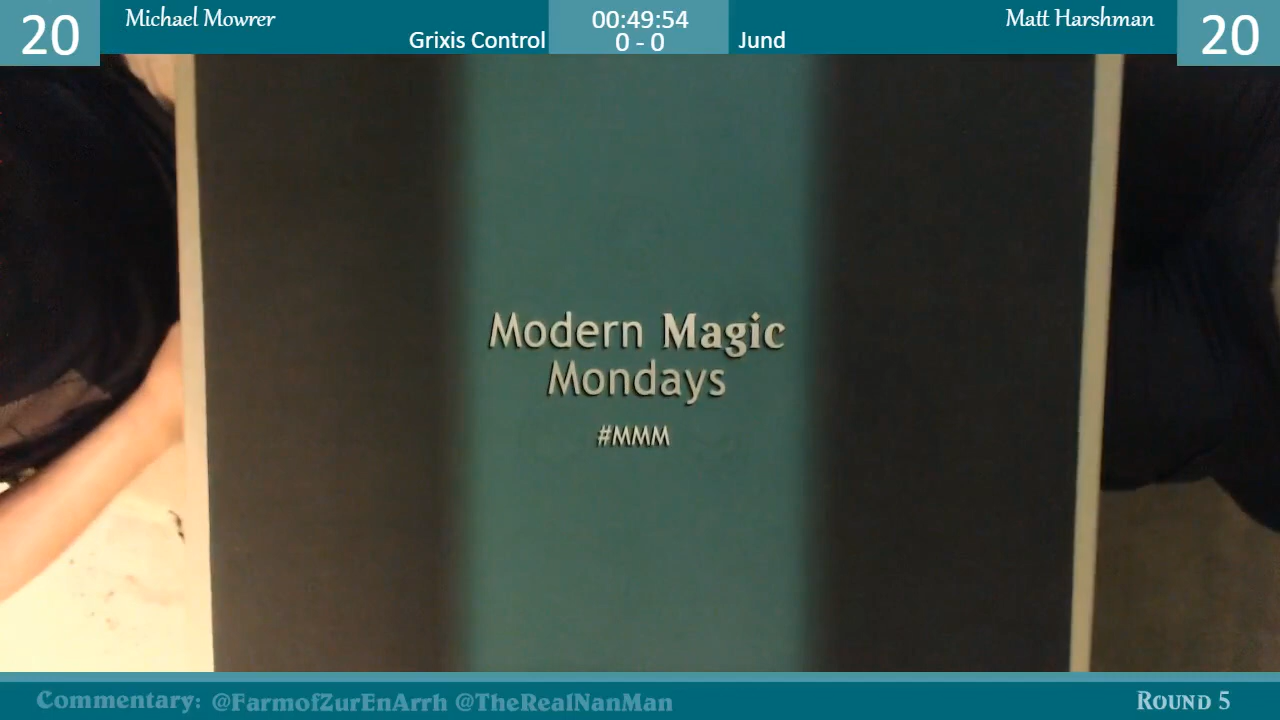 20
Michael Mowrer
Grixis Control
00:49:54
0 - 0
Jund
Matt Harshman
20
Modern Magic
Mondays
#MMM
Commentary: @FarmofZurEnArrh @TheRealNanMan
Round 5